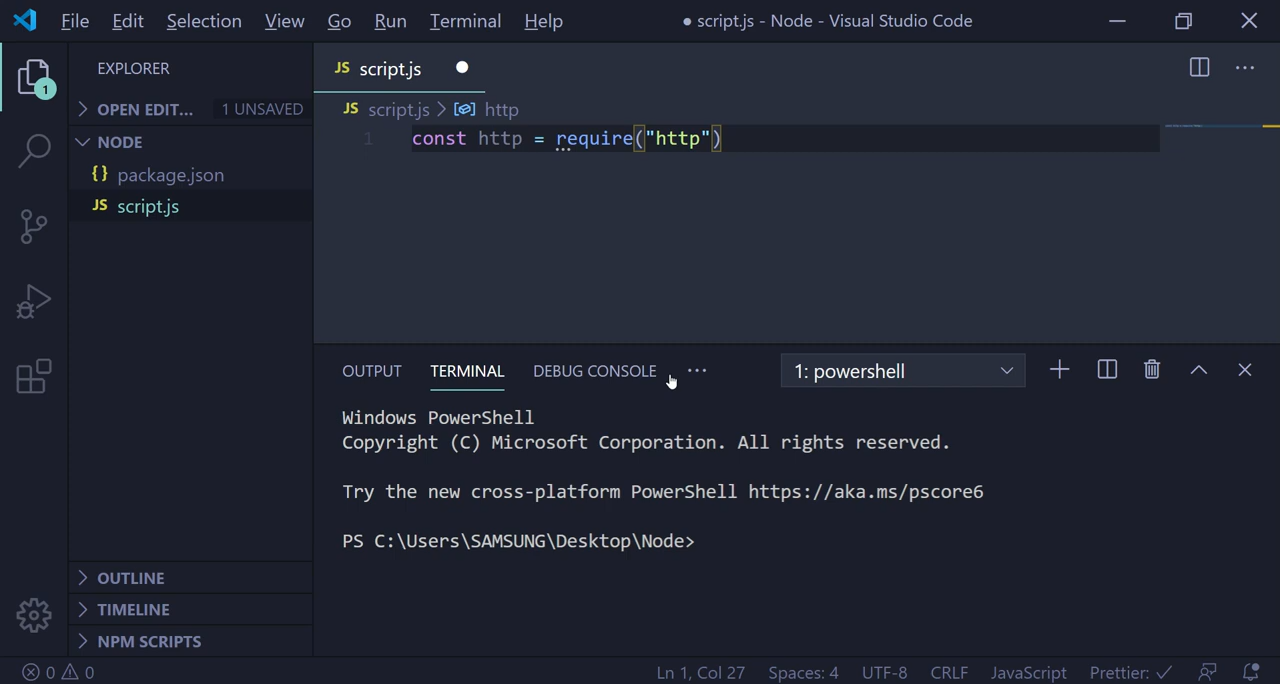 File Edit Selection View Go Run Terminal Help ● script.js - Node - Visual Studio Code
EXPLORER
OPEN EDIT... 1 UNSAVED
NODE
{} package.json
JS script.js
OUTLINE
TIMELINE
NPM SCRIPTS
1
JS script.js
JS script.js > http
1 const http = require("http")
OUTPUT TERMINAL DEBUG CONSOLE ... 1: powershell
Windows PowerShell
Copyright (C) Microsoft Corporation. All rights reserved.
Try the new cross-platform PowerShell https://aka.ms/pscore6
PS C:\Users\SAMSUNG\Desktop\Node>
0 0 Ln 1, Col 27 Spaces: 4 UTF-8 CRLF JavaScript Prettier: ✓